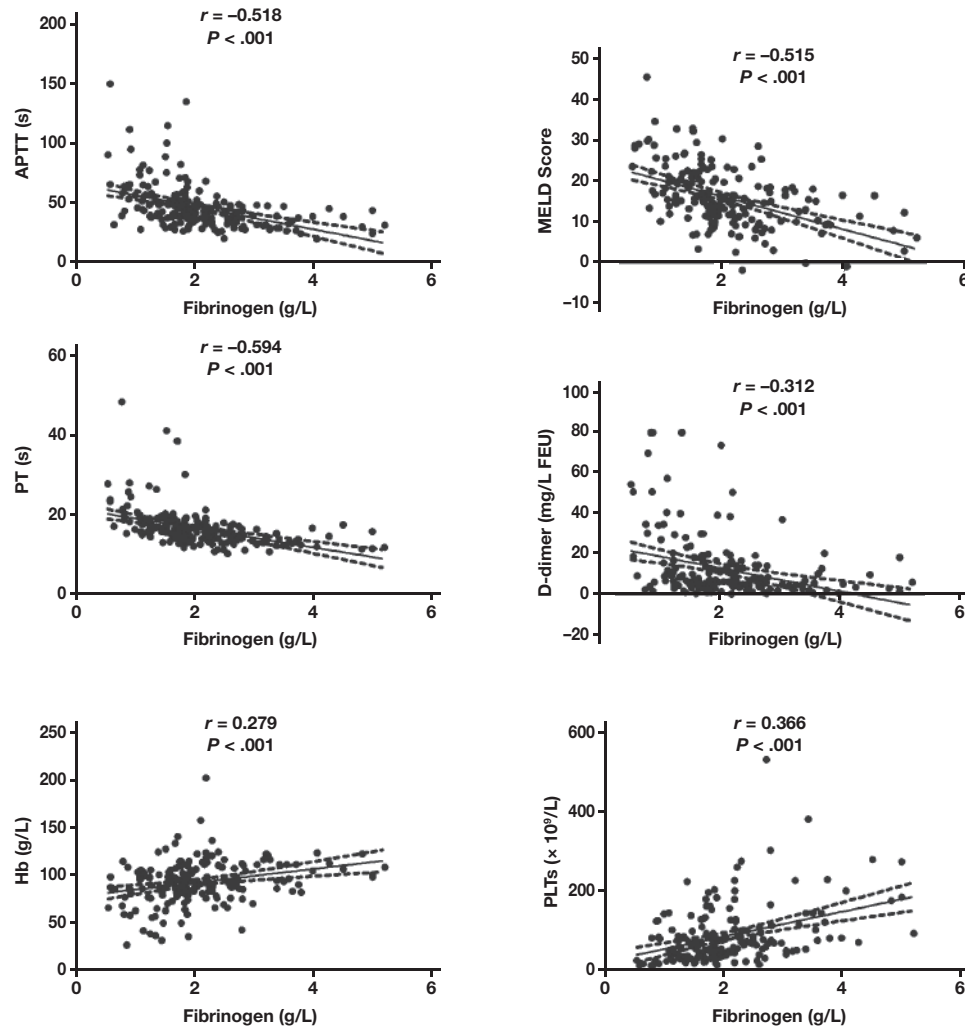 r = –0.518
P < .001
200
150
100
50
0
APTT (s)
0 2 4 6
Fibrinogen (g/L)
r = –0.515
P < .001
50
40
30
20
10
0
–10
MELD Score
2 4 6
Fibrinogen (g/L)
r = –0.594
P < .001
60
40
20
0
PT (s)
0 2 4 6
Fibrinogen (g/L)
r = –0.312
P < .001
100
80
60
40
20
0
–20
D-dimer (mg/L FEU)
2 4 6
Fibrinogen (g/L)
r = 0.279
P < .001
250
200
150
100
50
0
Hb (g/L)
0 2 4 6
Fibrinogen (g/L)
r = 0.366
P < .001
600
400
200
0
PLTs (× 10⁹/L)
0 2 4 6
Fibrinogen (g/L)